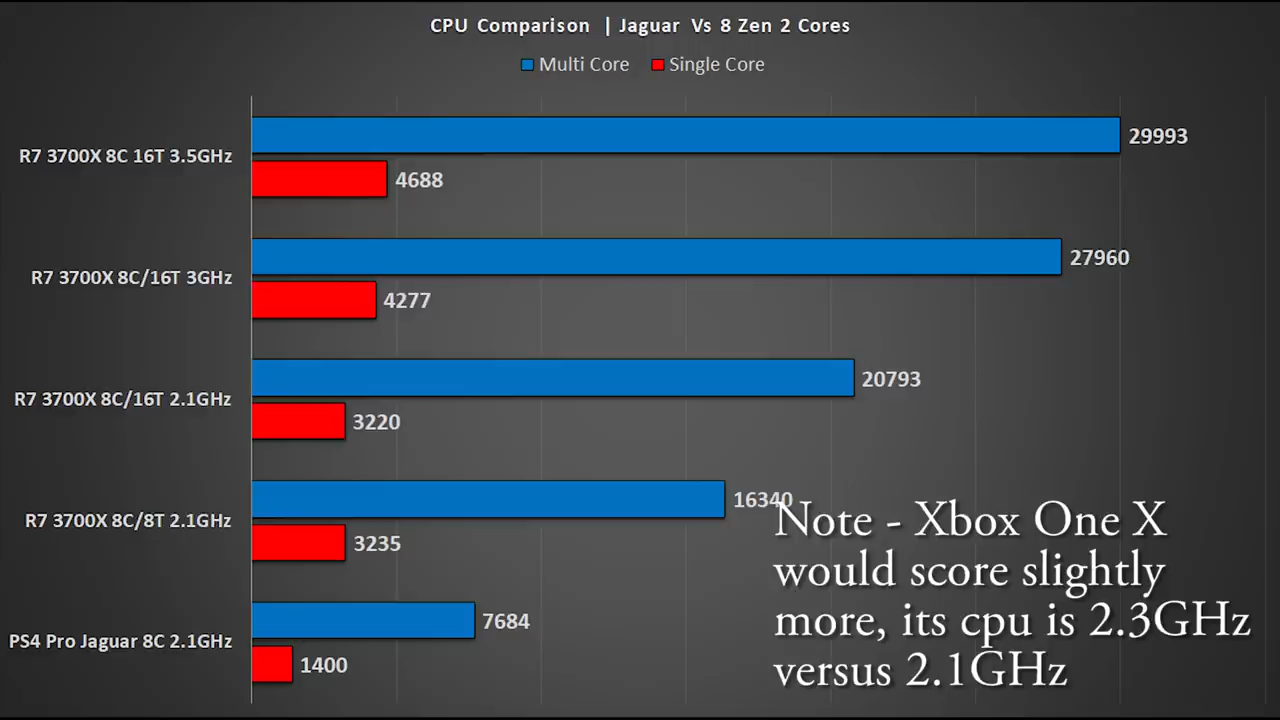 CPU Comparison | Jaguar Vs 8 Zen 2 Cores
Multi Core Single Core
R7 3700X 8C 16T 3.5GHz
29993
4688
R7 3700X 8C/16T 3GHz
27960
4277
R7 3700X 8C/16T 2.1GHz
20793
3220
R7 3700X 8C/8T 2.1GHz
16340
3235
PS4 Pro Jaguar 8C 2.1GHz
7684
1400
Note - Xbox One X
would score slightly
more, its cpu is 2.3GHz
versus 2.1GHz